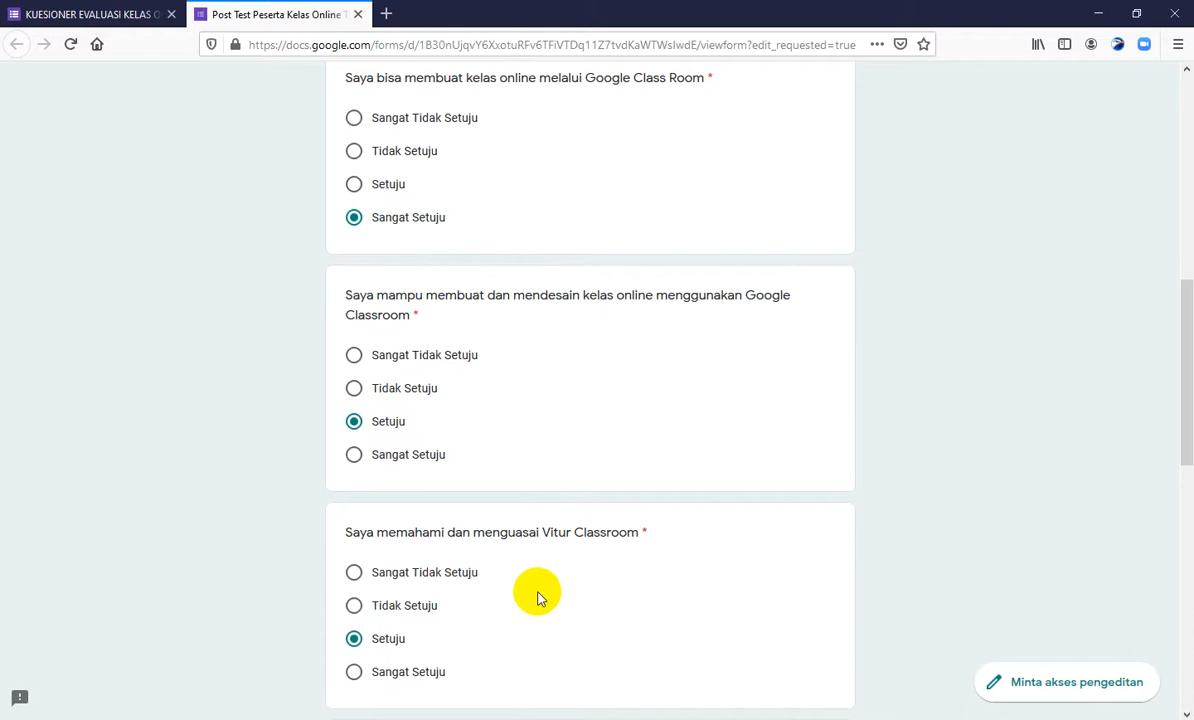 KUESIONER EVALUASI KELAS O
Post Test Peserta Kelas Online T
https://docs.google.com/forms/d/1B30nUjqvY6XxotuRFv6TFiVTDq11Z7tvdKaWTWsIwdE/viewform?edit_requested=true
Saya bisa membuat kelas online melalui Google Class Room *
Sangat Tidak Setuju
Tidak Setuju
Setuju
Sangat Setuju
Saya mampu membuat dan mendesain kelas online menggunakan Google
Classroom *
Sangat Tidak Setuju
Tidak Setuju
Setuju
Sangat Setuju
Saya memahami dan menguasai Vitur Classroom *
Sangat Tidak Setuju
Tidak Setuju
Setuju
Sangat Setuju
Minta akses pengeditan